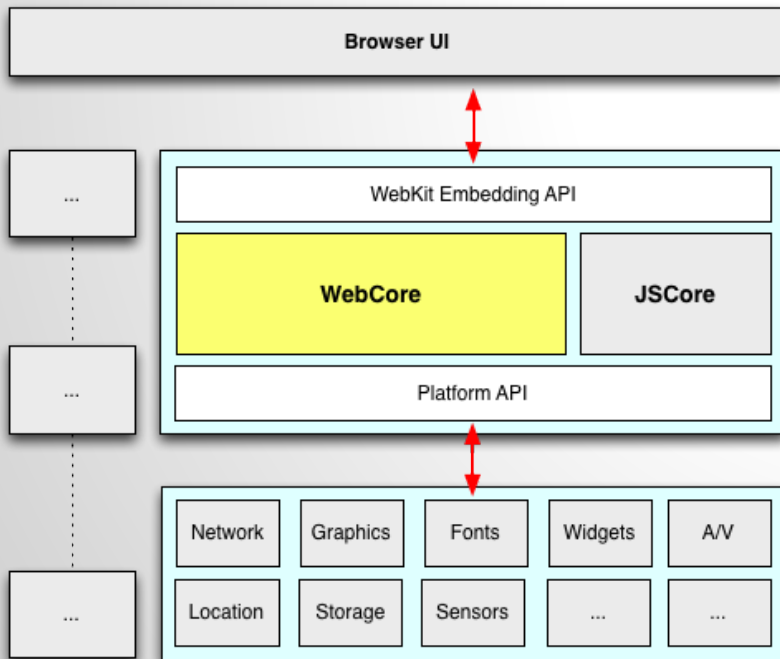 Browser UI
...
WebKit Embedding API
WebCore
JSCore
...
Platform API
Network
Graphics
Fonts
Widgets
A/V
...
Location
Storage
Sensors
...
...